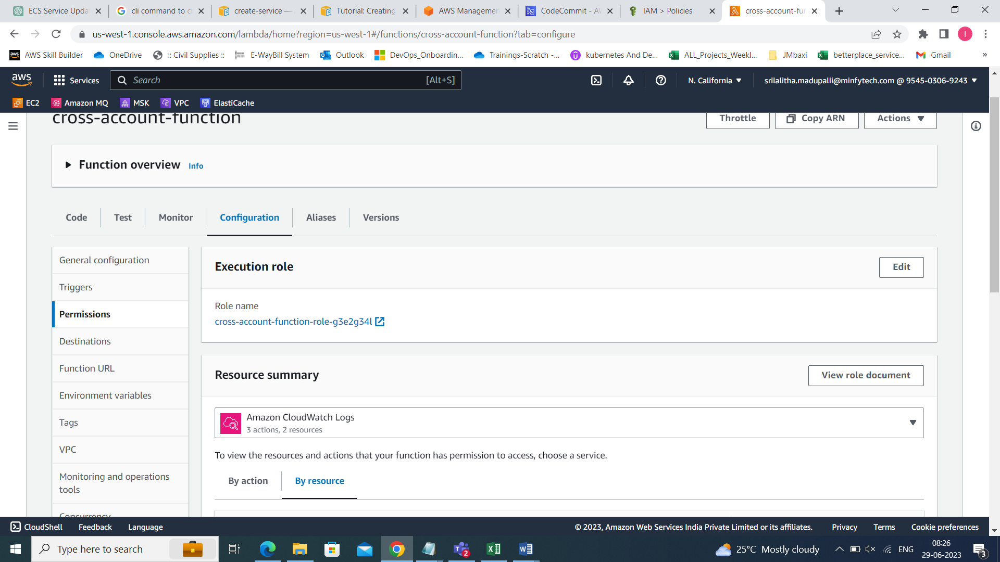 ECS Service Upda
cli command to c
create-service —
Tutorial: Creating
AWS Managemen
CodeCommit - AW
IAM > Policies
cross-account-fun
us-west-1.console.aws.amazon.com/lambda/home?region=us-west-1#/functions/cross-account-function?tab=configure
I
AWS Skill Builder
OneDrive
:: Civil Supplies ::
E-WayBill System
Outlook
DevOps_Onboardin...
Trainings-Scratch -...
kubernetes And De...
ALL_Projects_Weekl...
JMbaxi
betterplace_service...
Gmail
»
aws
Services
Search
[Alt+S]
N. California
srilalitha.madupalli@minfytech.com @ 9545-0306-9243
EC2
Amazon MQ
MSK
VPC
ElastiCache
cross-account-function
Throttle
Copy ARN
Actions
Function overview Info
Code
Test
Monitor
Configuration
Aliases
Versions
General configuration
Triggers
Permissions
Destinations
Function URL
Environment variables
Tags
VPC
Monitoring and operations
tools
Concurrency
Execution role
Edit
Role name
cross-account-function-role-g3e2g34l
Resource summary
View role document
Amazon CloudWatch Logs
3 actions, 2 resources
To view the resources and actions that your function has permission to access, choose a service.
By action
By resource
CloudShell
Feedback
Language
© 2023, Amazon Web Services India Private Limited or its affiliates.
Privacy
Terms
Cookie preferences
Type here to search
2
25°C Mostly cloudy
ENG
08:26
29-06-2023
3